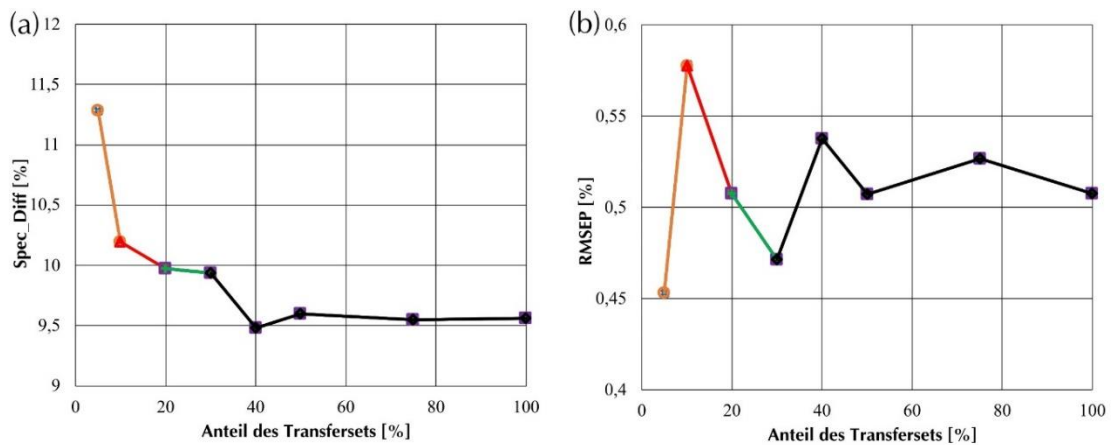 (a)
12
11,5
11
10,5
10
9,5
9
Spec_Diff [%]
0 20 40 60 80 100
Anteil des Transfersets [%]
(b)
0,6
0,55
0,5
0,45
0,4
RMSEP [%]
0 20 40 60 80 100
Anteil des Transfersets [%]